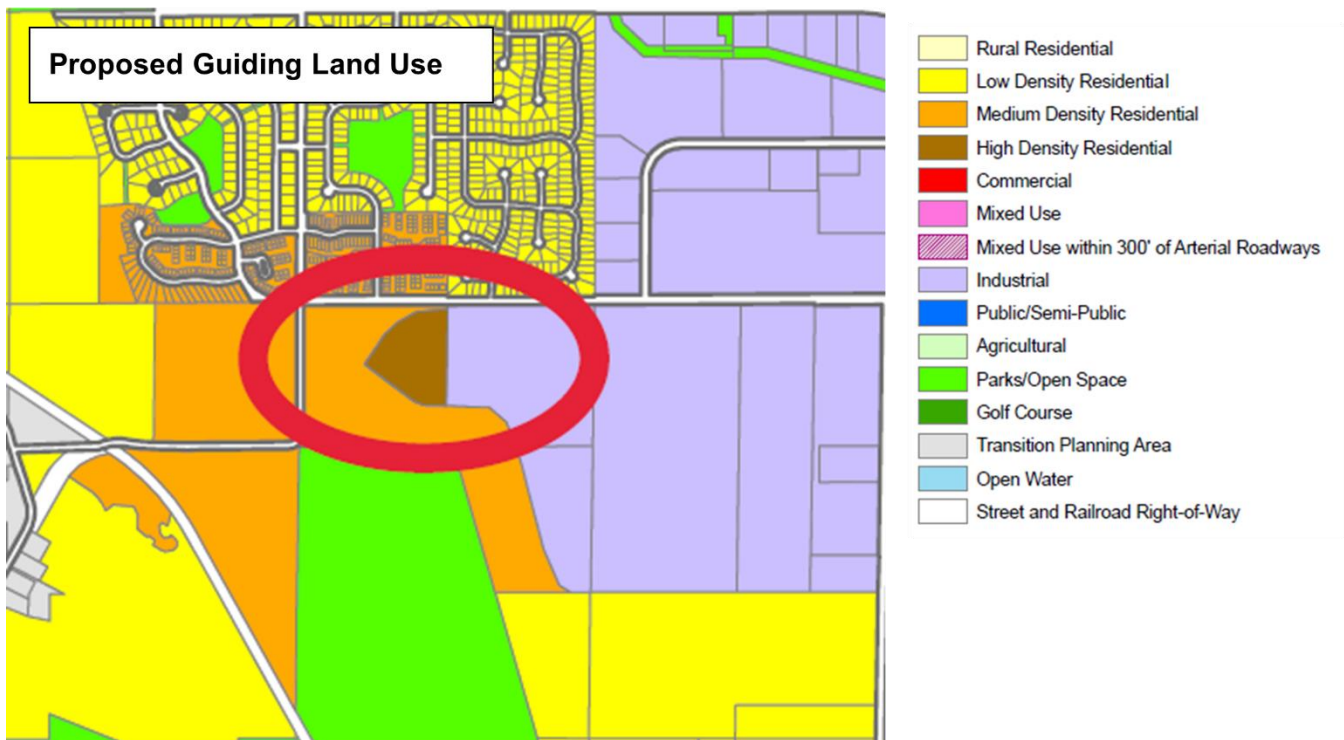 Proposed Guiding Land Use
Rural Residential
Low Density Residential
Medium Density Residential
High Density Residential
Commercial
Mixed Use
Mixed Use within 300' of Arterial Roadways
Industrial
Public/Semi-Public
Agricultural
Parks/Open Space
Golf Course
Transition Planning Area
Open Water
Street and Railroad Right-of-Way